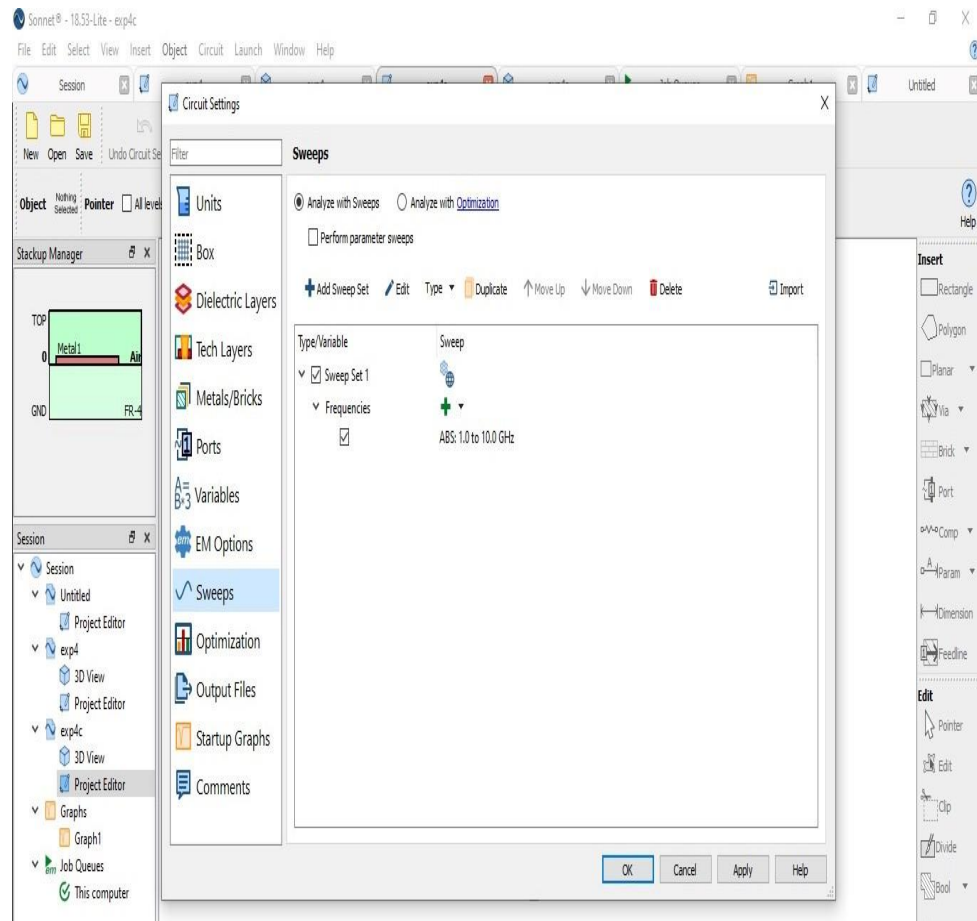 Sonnet® - 18.53-Lite - exp4c
File Edit Select View Insert Object Circuit Launch Window Help
Session
Untitled
New Open Save Undo Circuit Se
Object Nothing Selected Pointer All level
Help
Stackup Manager
TOP
0 Metal1 Air
GND FR-4
Session
Session
Untitled
Project Editor
exp4
3D View
Project Editor
exp4c
3D View
Project Editor
Graphs
Graph1
Job Queues
This computer
Circuit Settings
Filter
Units
Box
Dielectric Layers
Tech Layers
Metals/Bricks
Ports
Variables
EM Options
Sweeps
Optimization
Output Files
Startup Graphs
Comments
Sweeps
Analyze with Sweeps Analyze with Optimization
Perform parameter sweeps
Add Sweep Set Edit Type Duplicate Move Up Move Down Delete Import
Type/Variable Sweep
Sweep Set 1
Frequencies
ABS: 1.0 to 10.0 GHz
OK Cancel Apply Help
Insert
Rectangle
Polygon
Planar
Via
Brick
Port
Comp
Param
Dimension
Feedline
Edit
Pointer
Edit
Clip
Divide
Bool